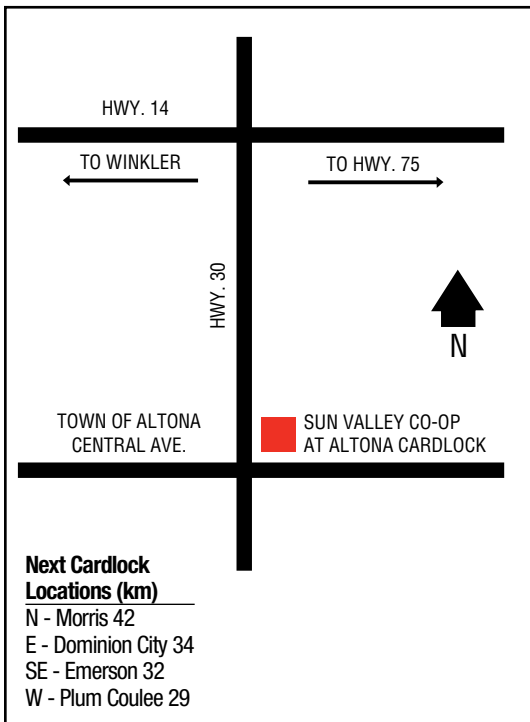 HWY. 14
TO WINKLER
TO HWY. 75
HWY. 30
N
TOWN OF ALTONA
CENTRAL AVE.
SUN VALLEY CO-OP
AT ALTONA CARDLOCK
Next Cardlock
Locations (km)
N - Morris 42
E - Dominion City 34
SE - Emerson 32
W - Plum Coulee 29